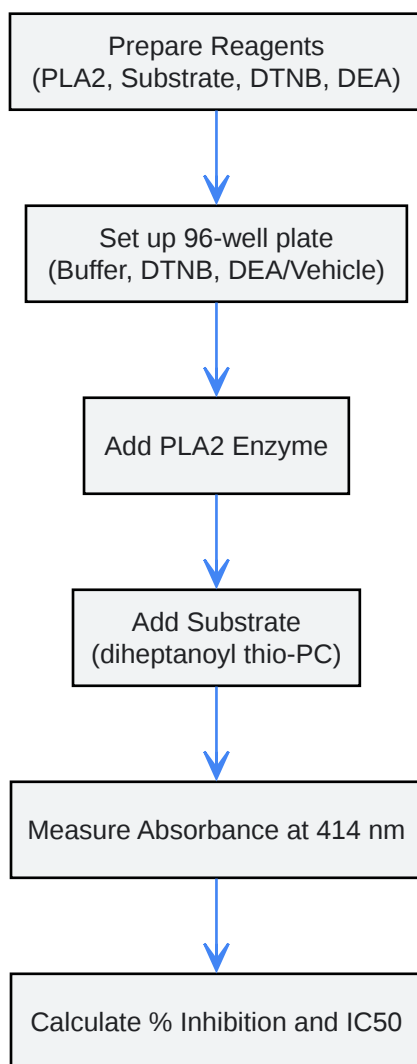 Prepare Reagents
(PLA2, Substrate, DTNB, DEA)
Set up 96-well plate
(Buffer, DTNB, DEA/Vehicle)
Add PLA2 Enzyme
Add Substrate
(diheptanoyl thio-PC)
Measure Absorbance at 414 nm
Calculate % Inhibition and IC50